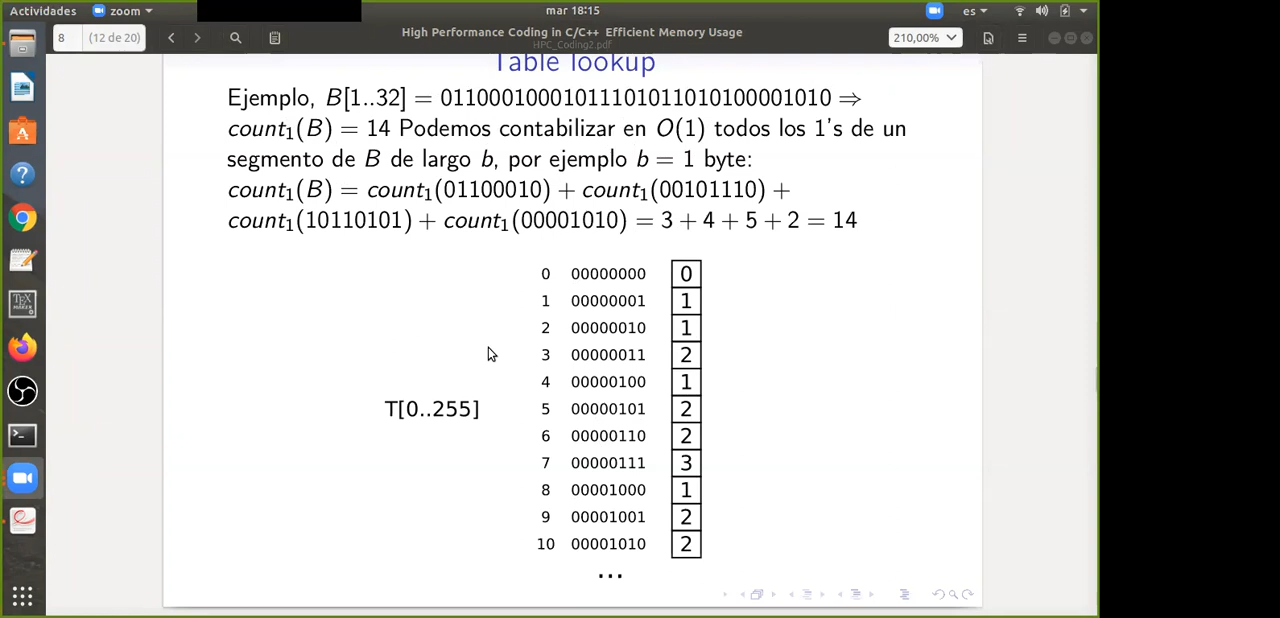 Actividades
zoom
mar 18:15
es
8
(12 de 20)
High Performance Coding in C/C++ Efficient Memory Usage
HPC_Coding2.pdf
210,00%
Table lookup
Ejemplo, B[1..32] = 01100010001011101011010100001010 ⇒
count₁(B) = 14 Podemos contabilizar en O(1) todos los 1's de un
segmento de B de largo b, por ejemplo b = 1 byte:
count₁(B) = count₁(01100010) + count₁(00101110) +
count₁(10110101) + count₁(00001010) = 3 + 4 + 5 + 2 = 14
0 00000000 0
1 00000001 1
2 00000010 1
3 00000011 2
4 00000100 1
T[0..255] 5 00000101 2
6 00000110 2
7 00000111 3
8 00001000 1
9 00001001 2
10 00001010 2
...